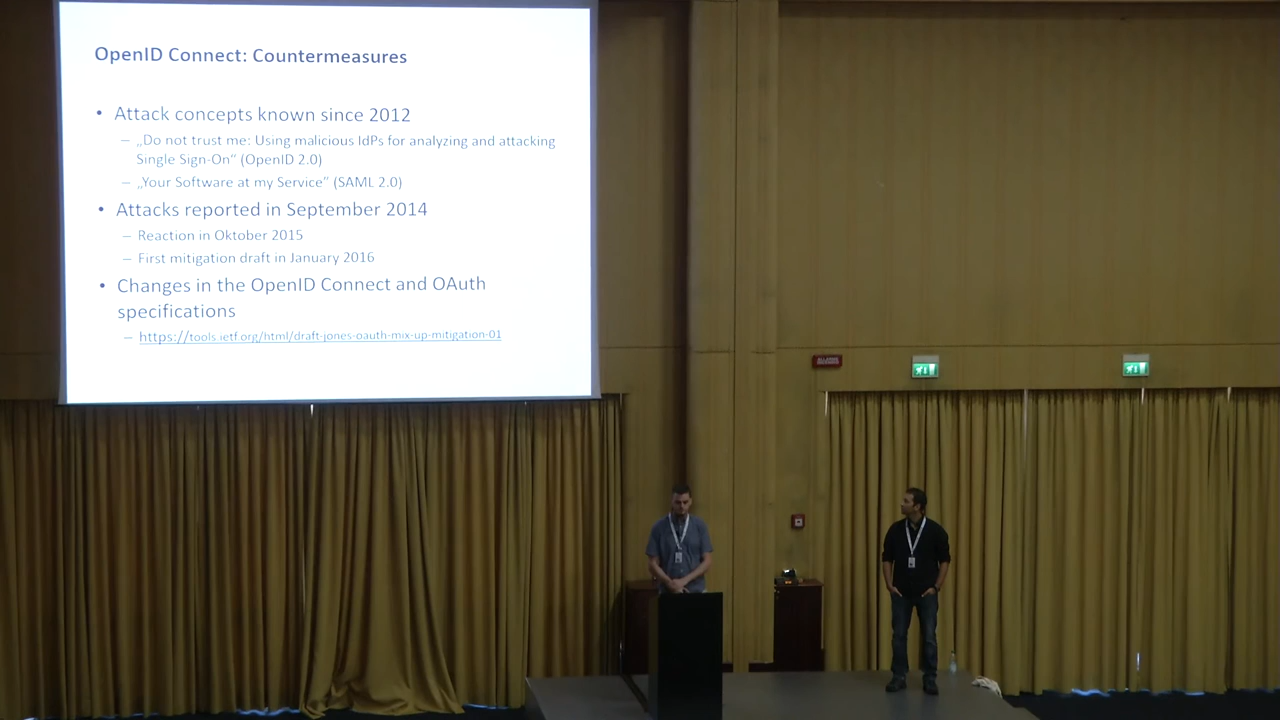 OpenID Connect: Countermeasures
• Attack concepts known since 2012
– „Do not trust me: Using malicious IdPs for analyzing and attacking
Single Sign-On“ (OpenID 2.0)
– „Your Software at my Service“ (SAML 2.0)
• Attacks reported in September 2014
– Reaction in Oktober 2015
– First mitigation draft in January 2016
• Changes in the OpenID Connect and OAuth
specifications
– https://tools.ietf.org/html/draft-jones-oauth-mix-up-mitigation-01